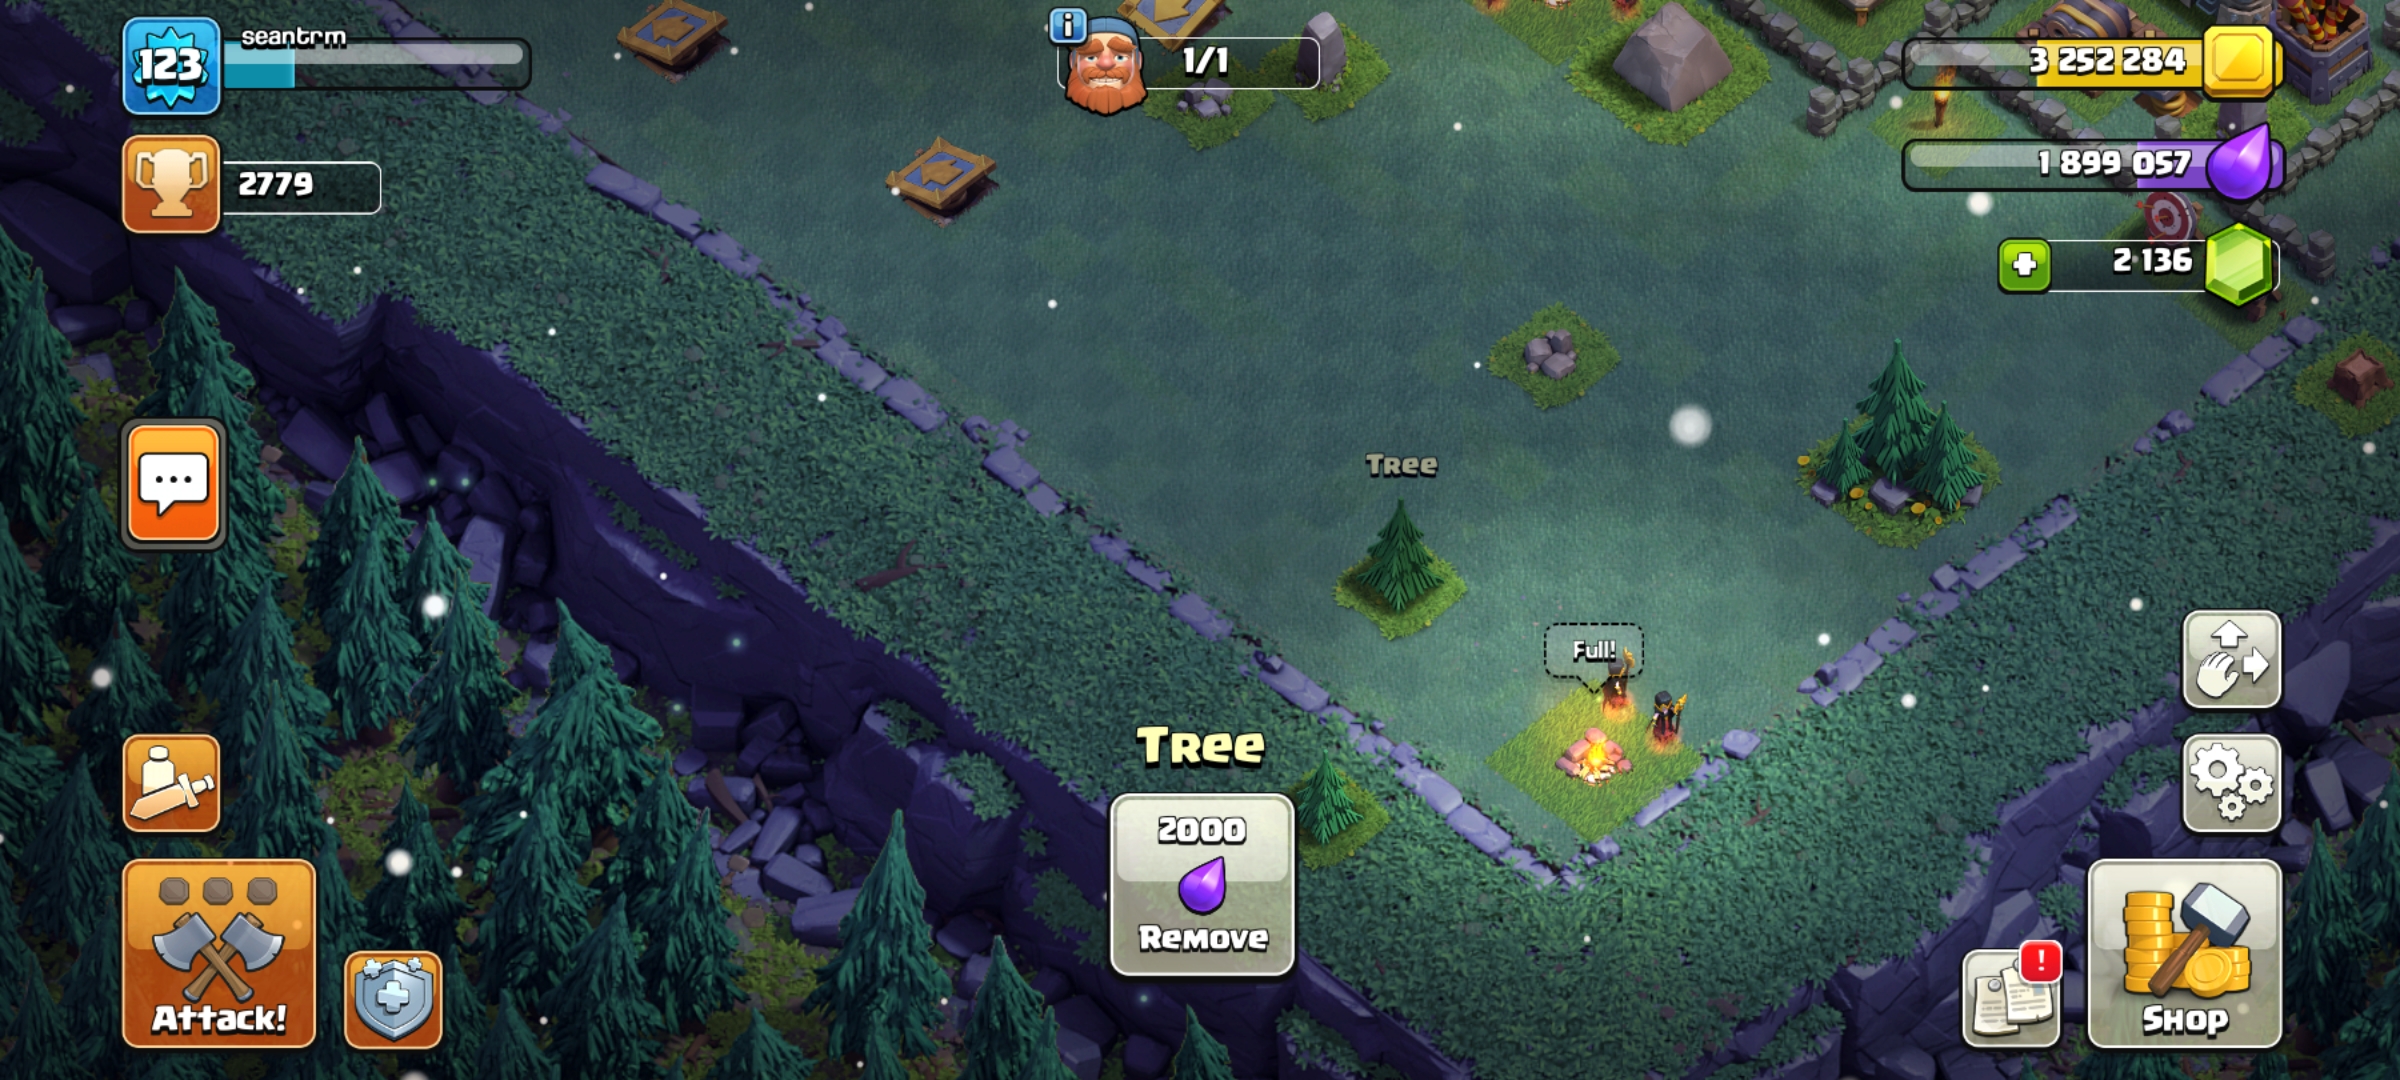 123
seantrm
i
1/1
3 252 284
2779
1 899 057
2 136
Tree
Full!
Tree
2000
Remove
Attack!
!
Shop